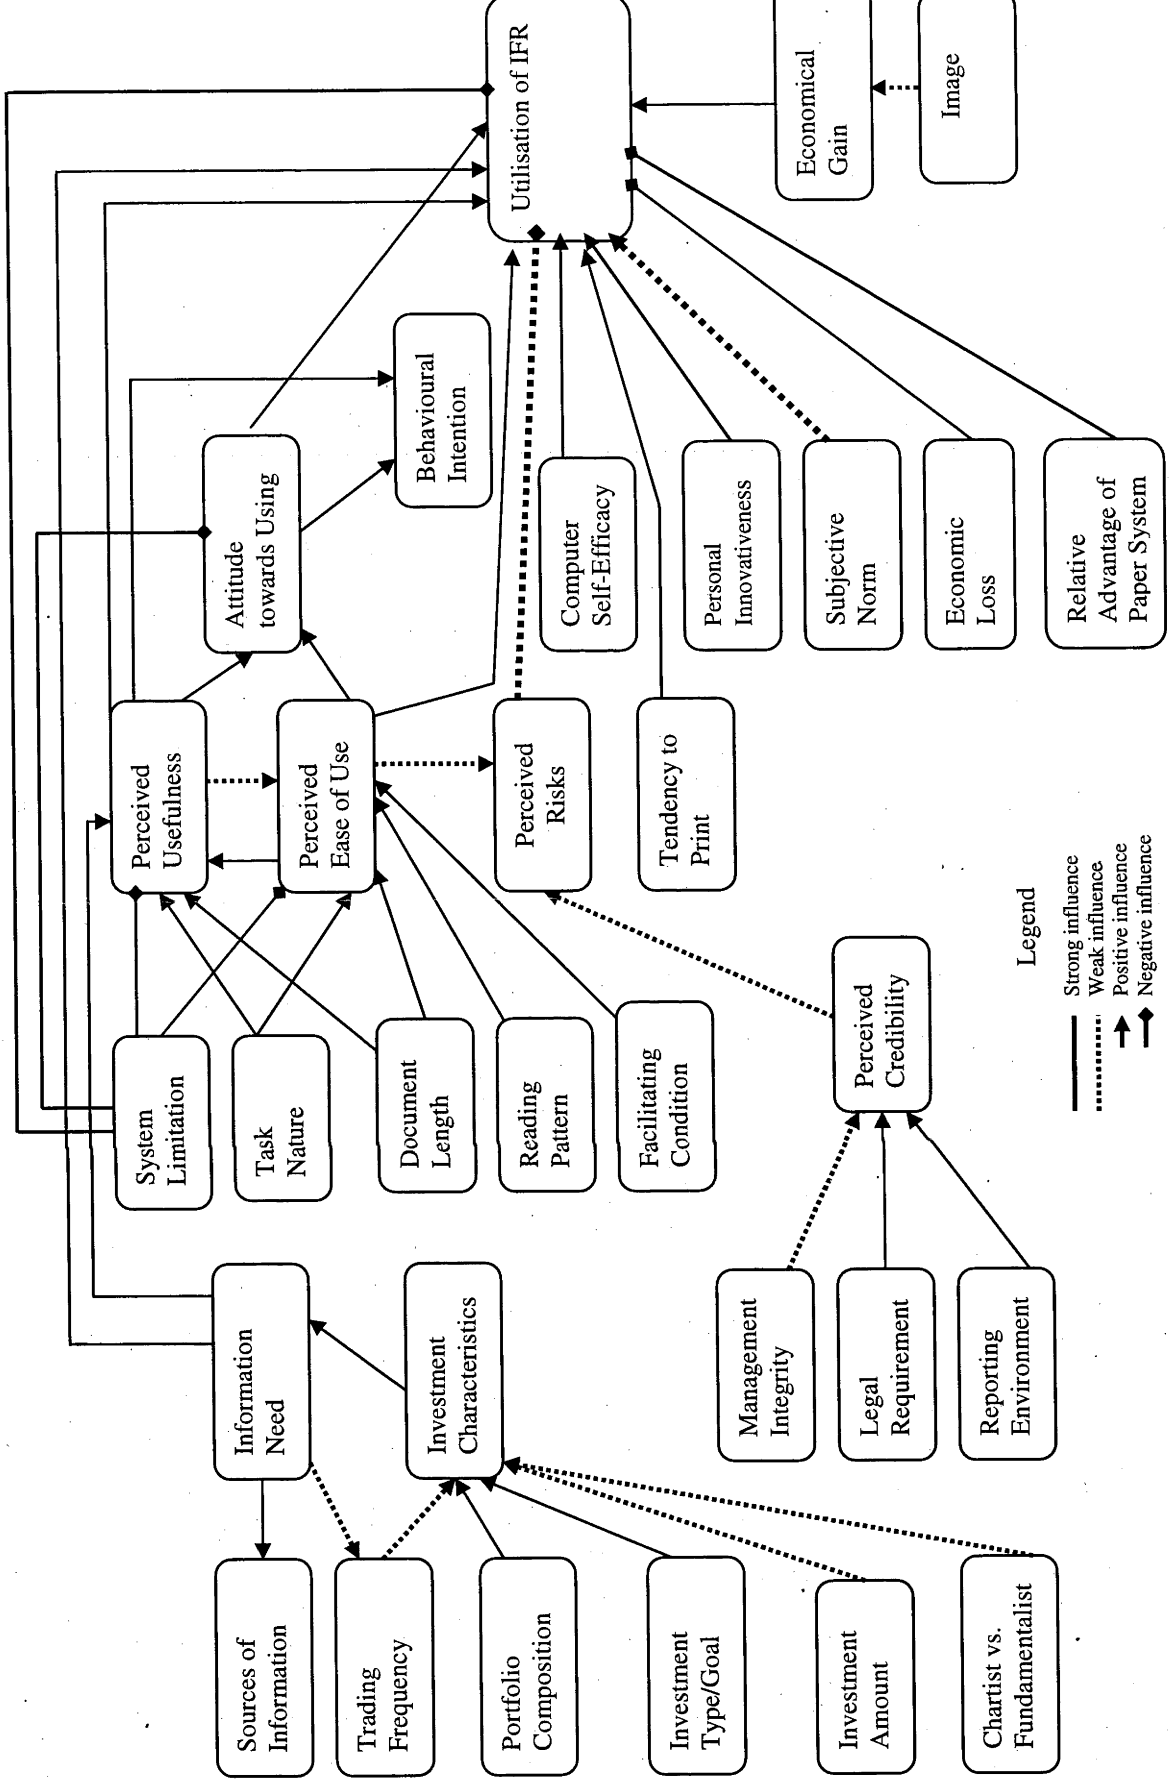 Sources of
Information
Trading
Frequency
Portfolio
Composition
Investment
Type/Goal
Investment
Amount
Chartist vs.
Fundamentalist
Information
Need
Investment
Characteristics
Management
Integrity
Legal
Requirement
Reporting
Environment
System
Limitation
Task
Nature
Document
Length
Reading
Pattern
Facilitating
Condition
Perceived
Credibility
Perceived
Usefulness
Perceived
Ease of Use
Perceived
Risks
Tendency to
Print
Attitude
towards Using
Behavioural
Intention
Computer
Self-Efficacy
Personal
Innovativeness
Subjective
Norm
Economic
Loss
Relative
Advantage of
Paper System
Utilisation of IFR
Economical
Gain
Image
Legend
Strong influence
Weak influence
Positive influence
Negative influence